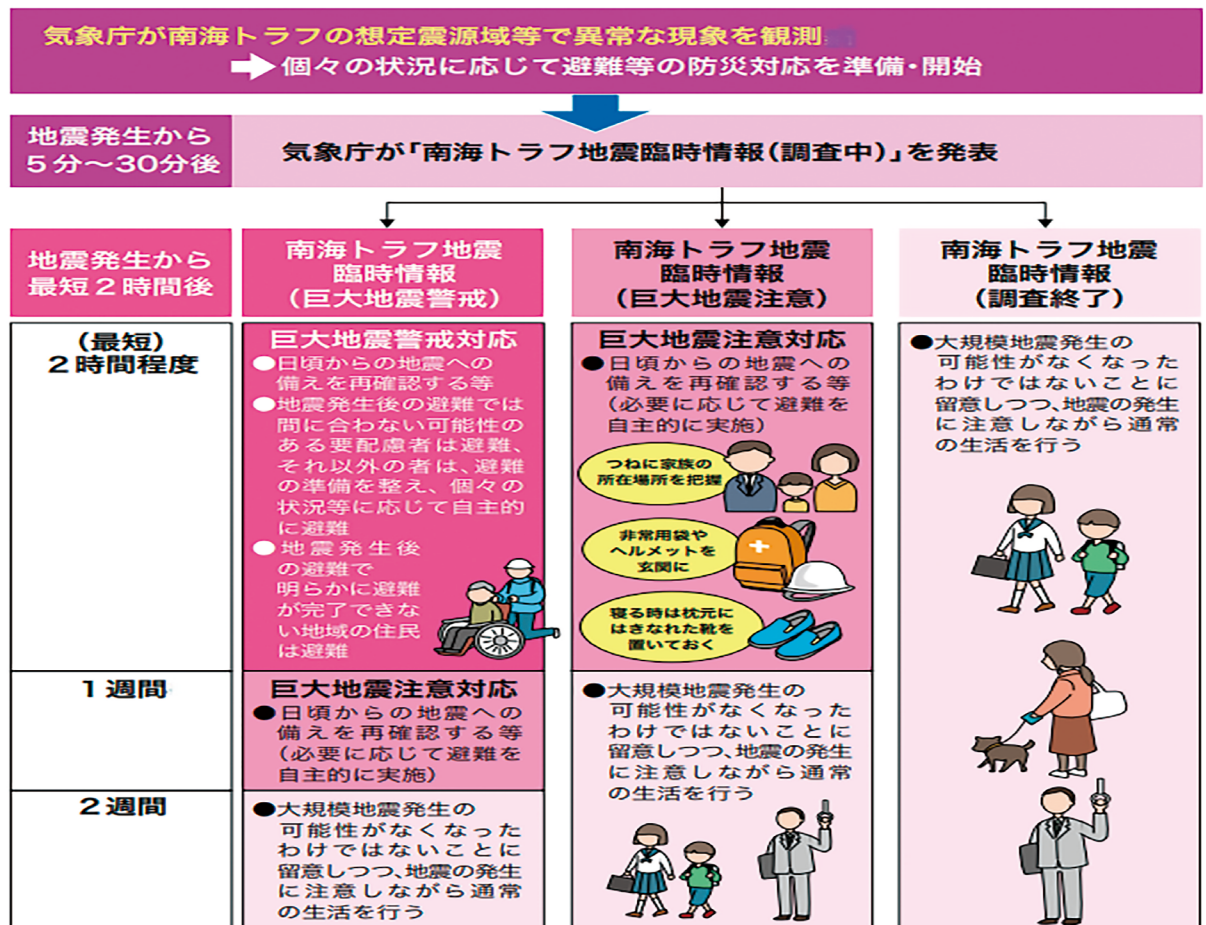 気象庁が南海トラフの想定震源域等で異常な現象を観測
個々の状況に応じて避難等の防災対応を準備・開始
地震発生から
5分〜30分後
気象庁が「南海トラフ地震臨時情報(調査中)」を発表
地震発生から
最短2時間後
南海トラフ地震
臨時情報
(巨大地震警戒)
南海トラフ地震
臨時情報
(巨大地震注意)
南海トラフ地震
臨時情報
(調査終了)
(最短)
2時間程度
巨大地震警戒対応
●日頃からの地震への
備えを再確認する等
●地震発生後の避難では
間に合わない可能性の
ある要配慮者は避難、
それ以外の者は、避難
の準備を整え、個々の
状況等に応じて自主的
に避難
●地震発生後
の避難で
明らかに避難
が完了できな
い地域の住民
は避難
巨大地震注意対応
●日頃からの地震への
備えを再確認する等
(必要に応じて避難を
自主的に実施)
つねに家族の
所在場所を把握
非常用袋や
ヘルメットを
玄関に
寝る時は枕元に
はきなれた靴を
置いておく
●大規模地震発生の
可能性がなくなった
わけではないことに
留意しつつ、地震の発生
に注意しながら通常
の生活を行う
1週間
巨大地震注意対応
●日頃からの地震への
備えを再確認する等
(必要に応じて避難を
自主的に実施)
●大規模地震発生の
可能性がなくなった
わけではないことに
留意しつつ、地震の発生
に注意しながら通常
の生活を行う
2週間
●大規模地震発生の
可能性がなくなった
わけではないことに
留意しつつ、地震の発生
に注意しながら通常
の生活を行う